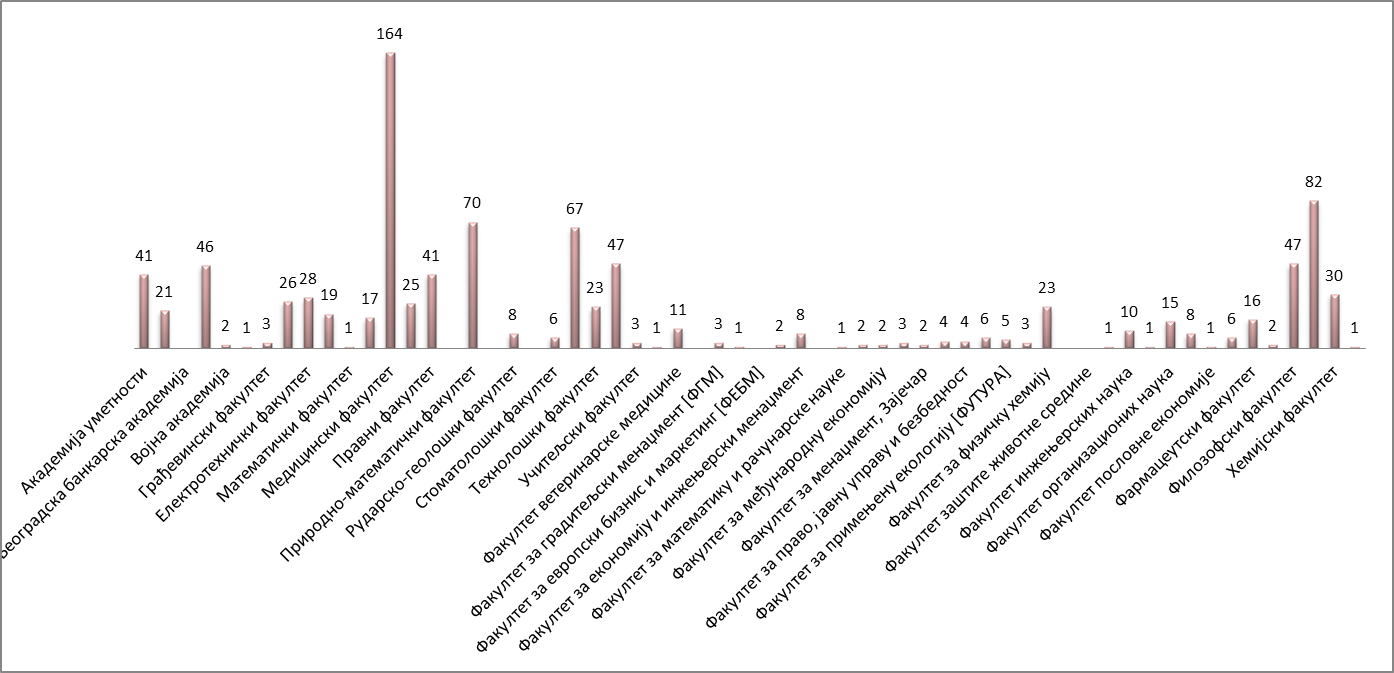 164
82
70
67
47
47
46
41
41
30
26
28
25
23
23
21
19
17
16
15
11
10
8
8
8
6
6
6
5
4
4
3
3
3
3
3
2
2
2
2
2
2
1
1
1
1
1
1
1
1
1
1
Академија уметности
Београдска банкарска академија
Војна академија
Грађевински факултет
Електротехнички факултет
Математички факултет
Медицински факултет
Правни факултет
Природно-математички факултет
Рударско-геолошки факултет
Стоматолошки факултет
Технолошки факултет
Учитељски факултет
Факултет ветеринарске медицине
Факултет за градитељски менаџмент [ФГМ]
Факултет за европски бизнис и маркетинг [ФЕБМ]
Факултет за економију и инжењерски менаџмент
Факултет за математику и рачунарске науке
Факултет за међународну економију
Факултет за менаџмент, Зајечар
Факултет за право, јавну управу и безбедност
Факултет за примењену екологију [ФУТУРА]
Факултет за физичку хемију
Факултет заштите животне средине
Факултет инжењерских наука
Факултет организационих наука
Факултет пословне економије
Фармацеутски факултет
Филозофски факултет
Хемијски факултет